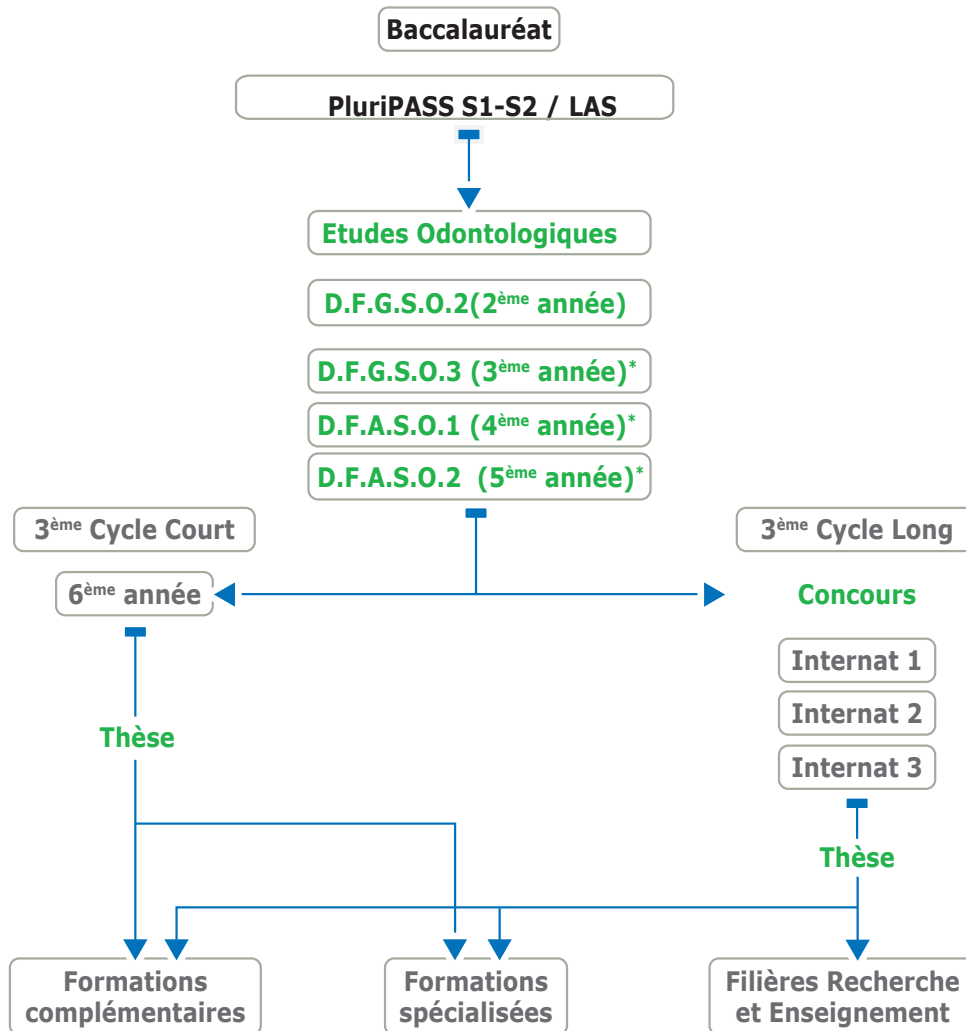 Baccalauréat
PluriPASS S1-S2 / LAS
Etudes Odontologiques
D.F.G.S.O.2(2ème année)
D.F.G.S.O.3 (3ème année)*
D.F.A.S.O.1 (4ème année)*
D.F.A.S.O.2 (5ème année)*
3ème Cycle Court
3ème Cycle Long
6ème année
Concours
Internat 1
Internat 2
Internat 3
Thèse
Thèse
Formations
complémentaires
Formations
spécialisées
Filières Recherche
et Enseignement